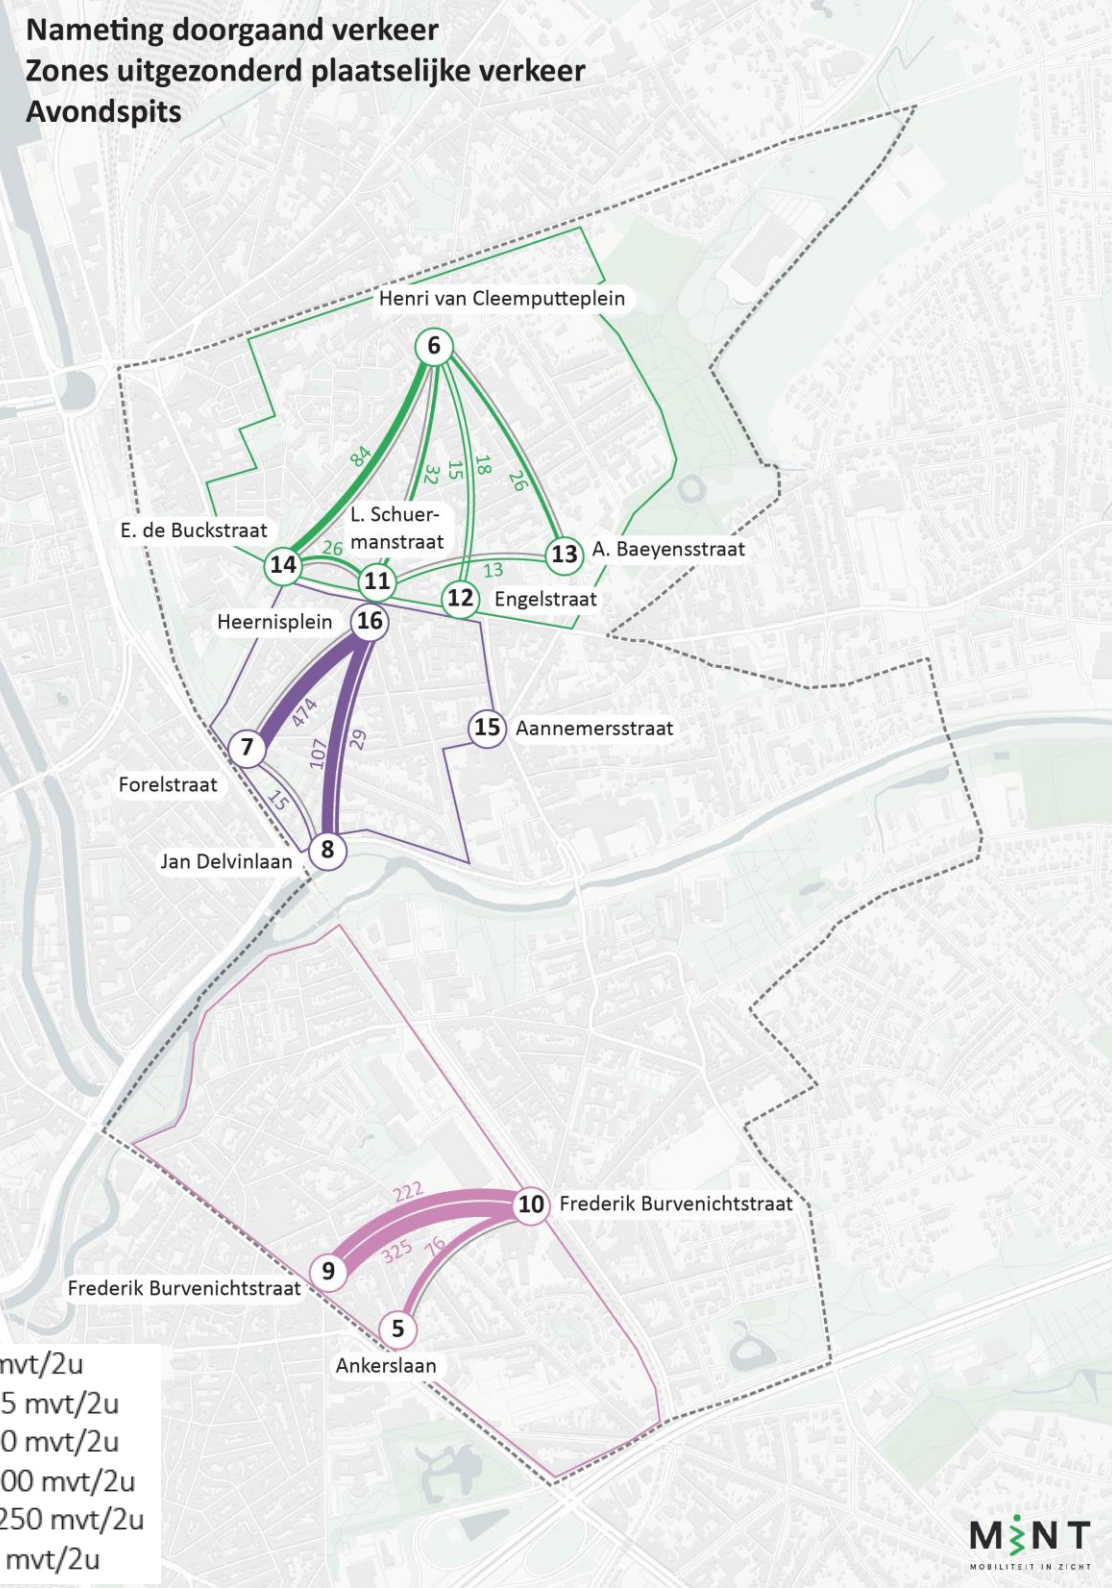 Nameting doorgaand verkeer
Zones uitgezonderd plaatselijke verkeer
Avondspits
Henri van Cleemputteplein
6
84
32
15
18
26
E. de Buckstraat
L. Schuer-
manstraat
26
14
11
13
12
13
A. Baeyensstraat
Engelstraat
Heernisplein
16
474
107
29
15
Aannemersstraat
7
Forelstraat
15
8
Jan Delvinlaan
222
10
Frederik Burvenichtstraat
325
76
9
Frederik Burvenichtstraat
5
Ankerslaan
mvt/2u
5 mvt/2u
0 mvt/2u
00 mvt/2u
250 mvt/2u
mvt/2u
MINT
MOBILITEIT IN ZICHT